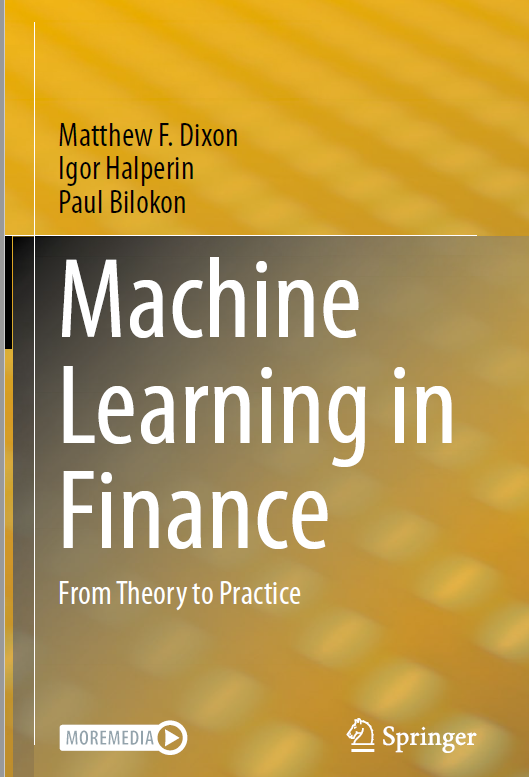 Matthew F. Dixon
Igor Halperin
Paul Bilokon
Machine
Learning in
Finance
From Theory to Practice
MOREMEDIA
Springer